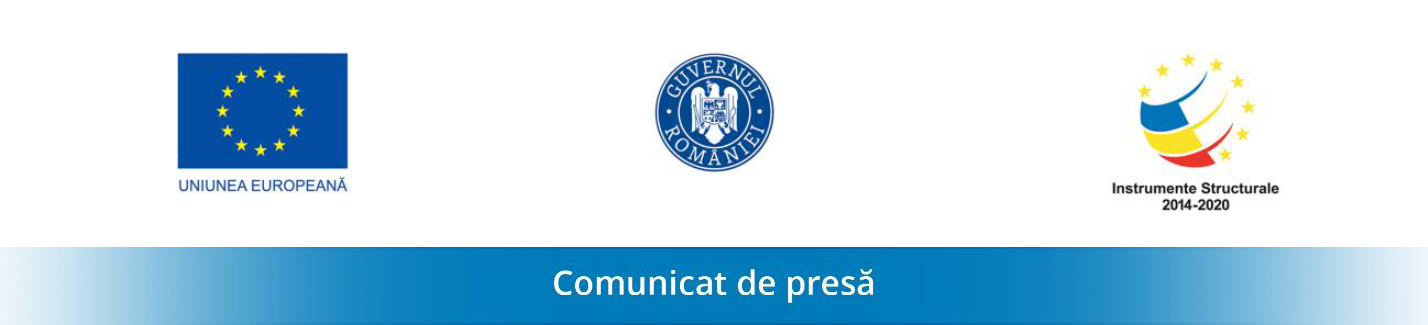 GUVERNUL
ROMÂNIEI
UNIUNEA EUROPEANĂ
Instrumente Structurale
2014-2020
Comunicat de presă